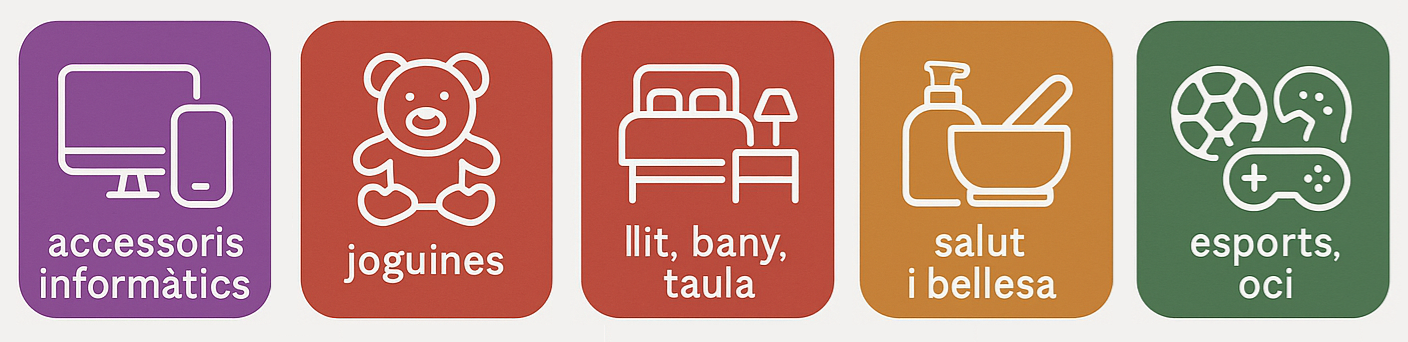 accessoris
informàtics
joguines
llit, bany,
taula
salut
i bellesa
esports,
oci